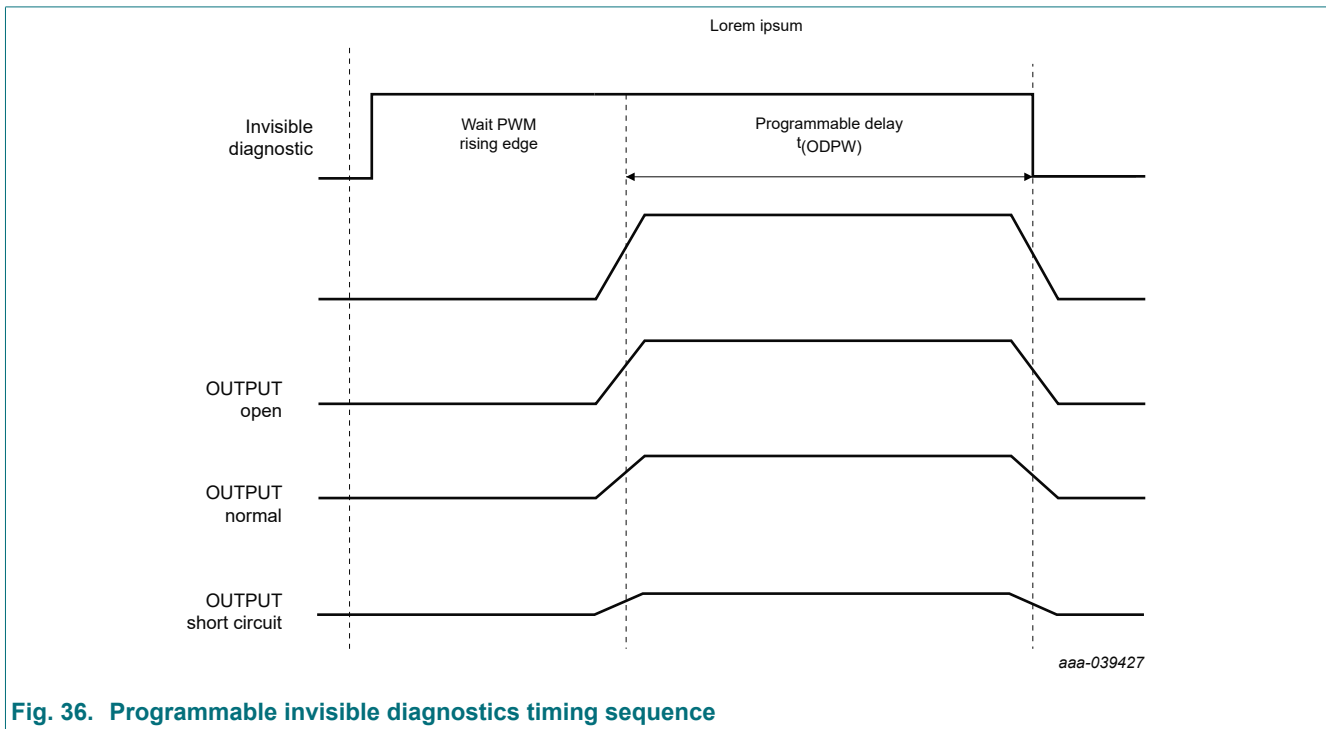 Lorem ipsum
Invisible
diagnostic
Wait PWM
rising edge
Programmable delay
t(ODPW)
OUTPUT
open
OUTPUT
normal
OUTPUT
short circuit
aaa-039427
Fig. 36. Programmable invisible diagnostics timing sequence